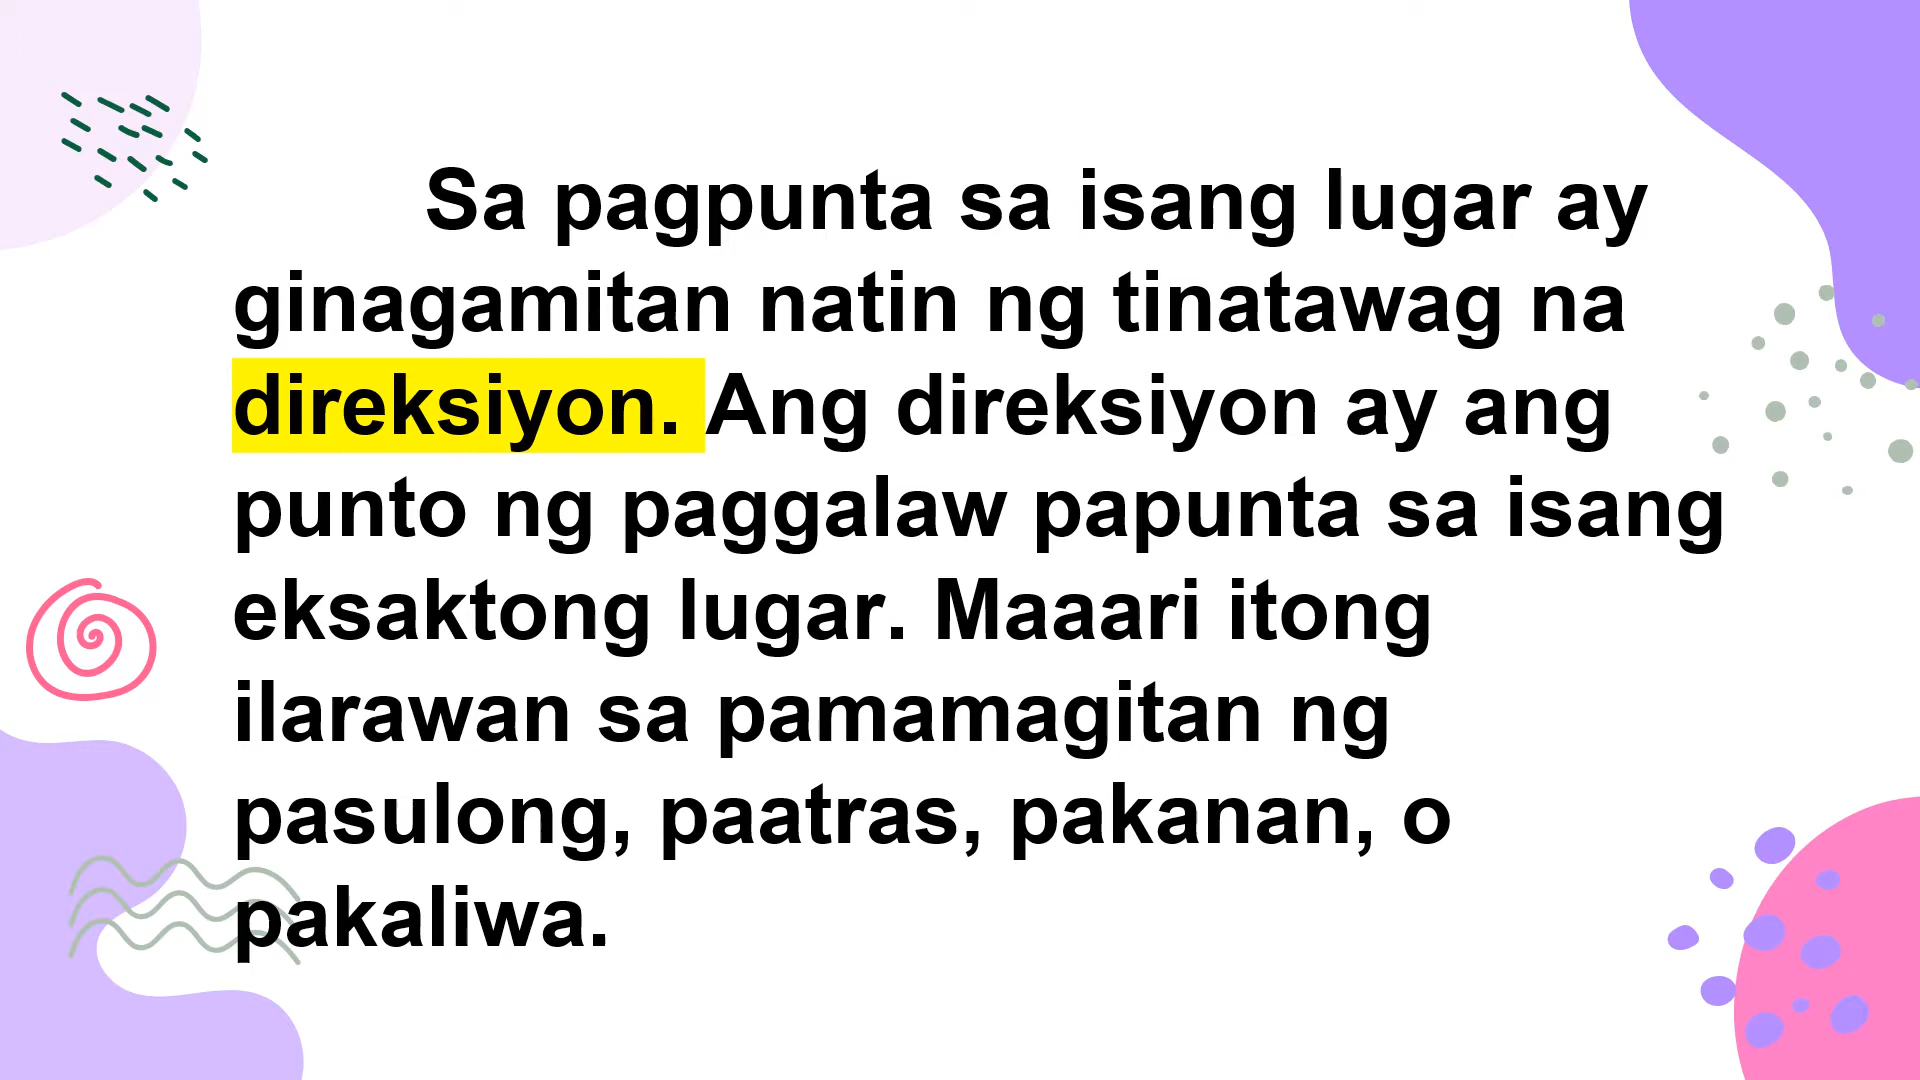 Sa pagpunta sa isang lugar ay
ginagamitan natin ng tinatawag na
direksiyon. Ang direksiyon ay ang
punto ng paggalaw papunta sa isang
eksaktong lugar. Maaari itong
ilarawan sa pamamagitan ng
pasulong, paatras, pakanan, o
pakaliwa.